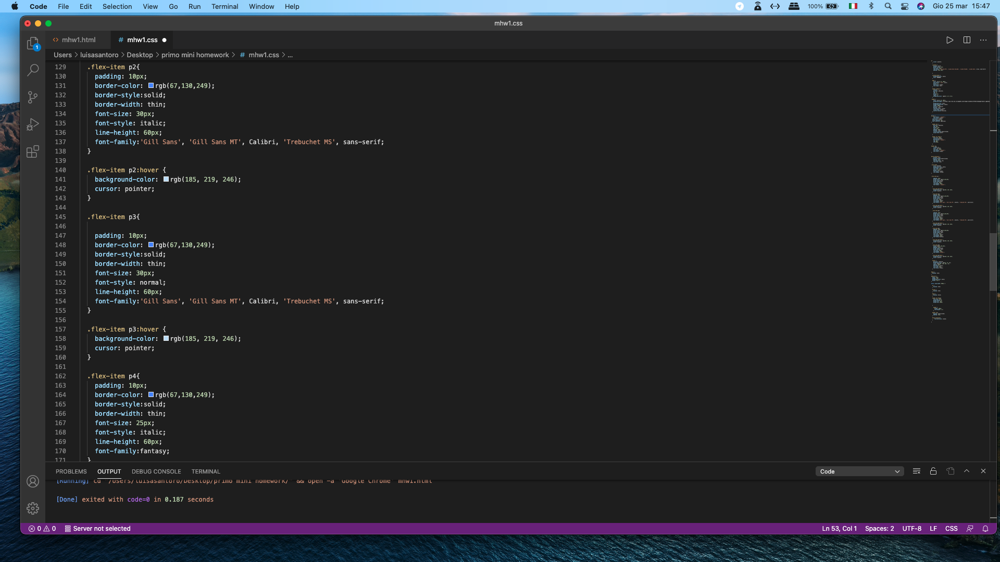 Code File Edit Selection View Go Run Terminal Window Help 100% Gio 25 mar 15:47
mhw1.css
mhw1.html # mhw1.css
1
Users > luisasantoro > Desktop > primo mini homework > # mhw1.css > ...
129 .flex-item p2{
130 padding: 10px;
131 border-color: rgb(67,130,249);
132 border-style:solid;
133 border-width: thin;
134 font-size: 30px;
135 font-style: italic;
136 line-height: 60px;
137 font-family:'Gill Sans', 'Gill Sans MT', Calibri, 'Trebuchet MS', sans-serif;
138 }
139
140 .flex-item p2:hover {
141 background-color: rgb(185, 219, 246);
142 cursor: pointer;
143 }
144
145 .flex-item p3{
146
147 padding: 10px;
148 border-color: rgb(67,130,249);
149 border-style:solid;
150 border-width: thin;
151 font-size: 30px;
152 font-style: normal;
153 line-height: 60px;
154 font-family:'Gill Sans', 'Gill Sans MT', Calibri, 'Trebuchet MS', sans-serif;
155 }
156
157 .flex-item p3:hover {
158 background-color: rgb(185, 219, 246);
159 cursor: pointer;
160 }
161
162 .flex-item p4{
163 padding: 10px;
164 border-color: rgb(67,130,249);
165 border-style:solid;
166 border-width: thin;
167 font-size: 25px;
168 font-style: italic;
169 line-height: 60px;
170 font-family:fantasy;
171 }
PROBLEMS OUTPUT DEBUG CONSOLE TERMINAL Code
[Running] cd "/Users/luisasantoro/Desktop/primo mini homework/" && open -a "Google Chrome" mhw1.html
[Done] exited with code=0 in 0.187 seconds
0 0 Server not selected Ln 53, Col 1 Spaces: 2 UTF-8 LF CSS